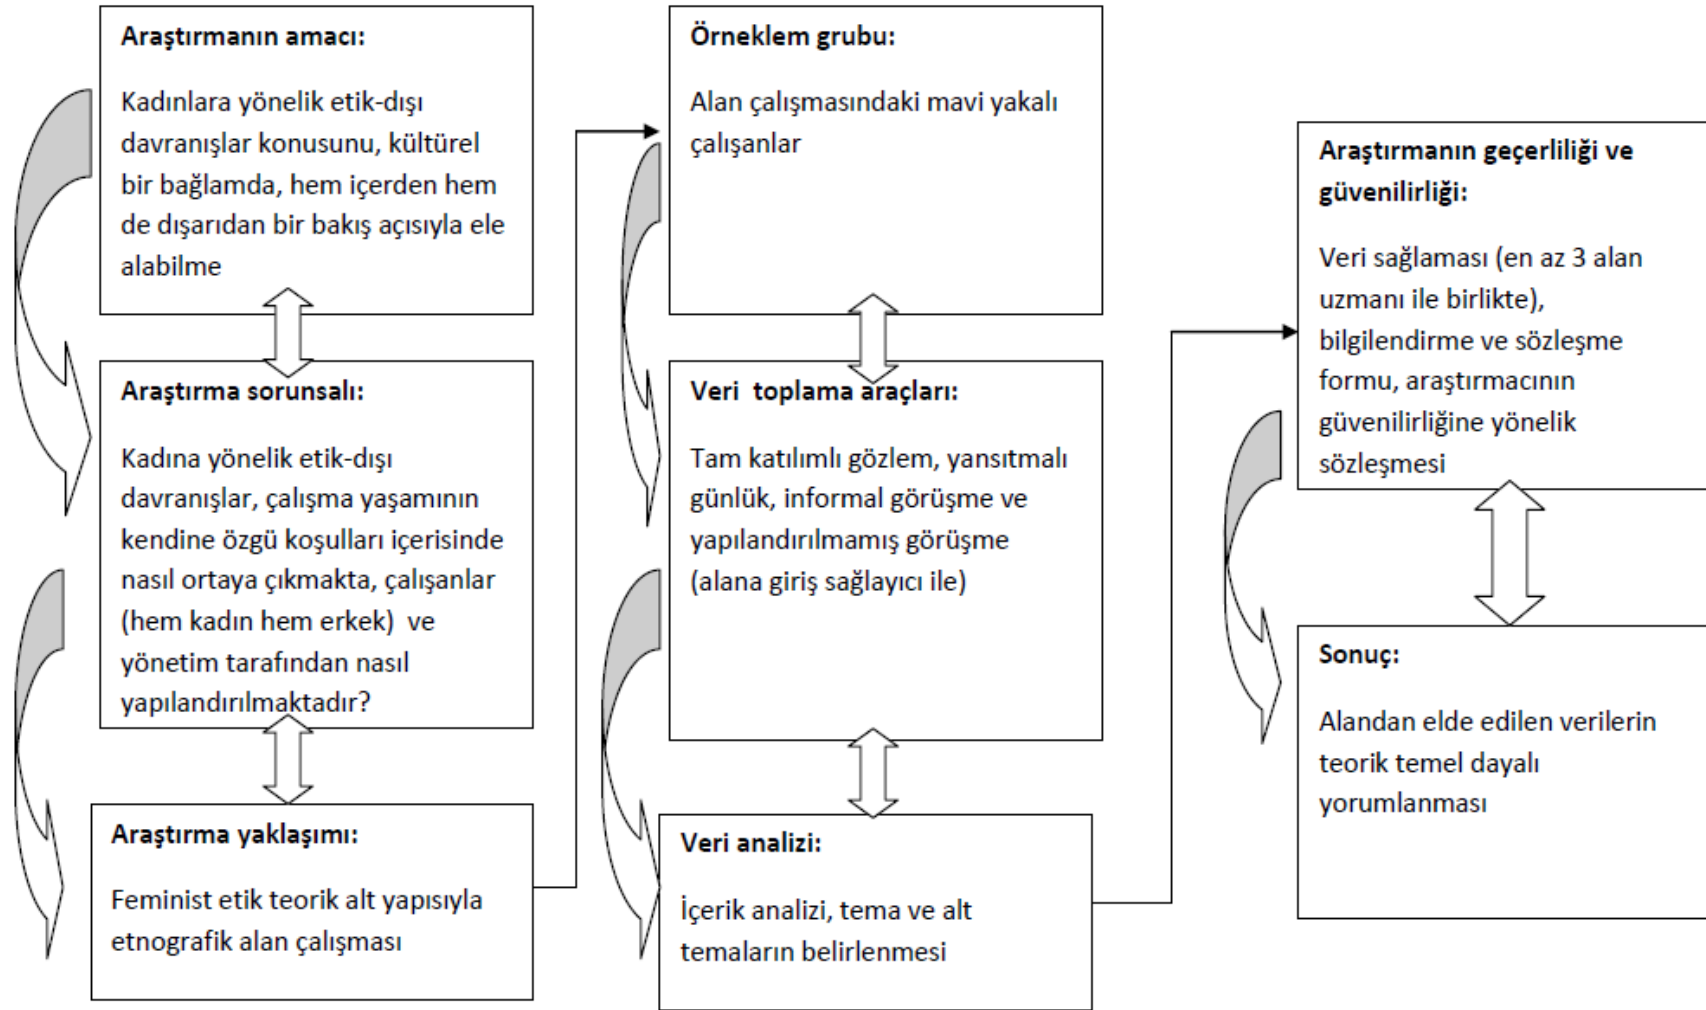 Araştırmanın amacı:
Kadınlara yönelik etik-dışı
davranışlar konusunu, kültürel
bir bağlamda, hem içerden hem
de dışarıdan bir bakış açısıyla ele
alabilme
Araştırma sorunsalı:
Kadına yönelik etik-dışı
davranışlar, çalışma yaşamının
kendine özgü koşulları içerisinde
nasıl ortaya çıkmakta, çalışanlar
(hem kadın hem erkek) ve
yönetim tarafından nasıl
yapılandırılmaktadır?
Araştırma yaklaşımı:
Feminist etik teorik alt yapısıyla
etnografik alan çalışması
Örneklem grubu:
Alan çalışmasındaki mavi yakalı
çalışanlar
Veri toplama araçları:
Tam katılımlı gözlem, yansıtmalı
günlük, informal görüşme ve
yapılandırılmamış görüşme
(alana giriş sağlayıcı ile)
Veri analizi:
İçerik analizi, tema ve alt
temaların belirlenmesi
Araştırmanın geçerliliği ve
güvenilirliği:
Veri sağlaması (en az 3 alan
uzmanı ile birlikte),
bilgilendirme ve sözleşme
formu, araştırmacının
güvenilirliğine yönelik
sözleşmesi
Sonuç:
Alandan elde edilen verilerin
teorik temel dayalı
yorumlanması